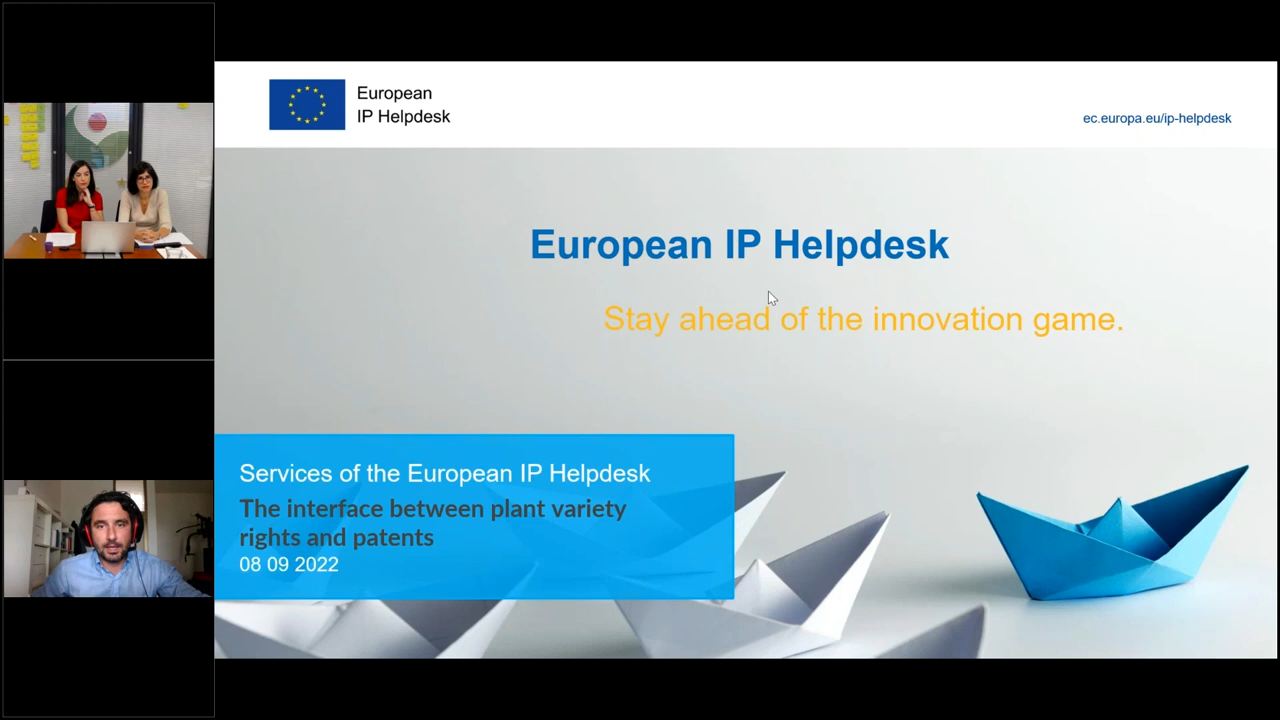 European
IP Helpdesk
ec.europa.eu/ip-helpdesk
European IP Helpdesk
Stay ahead of the innovation game.
Services of the European IP Helpdesk
The interface between plant variety
rights and patents
08 09 2022